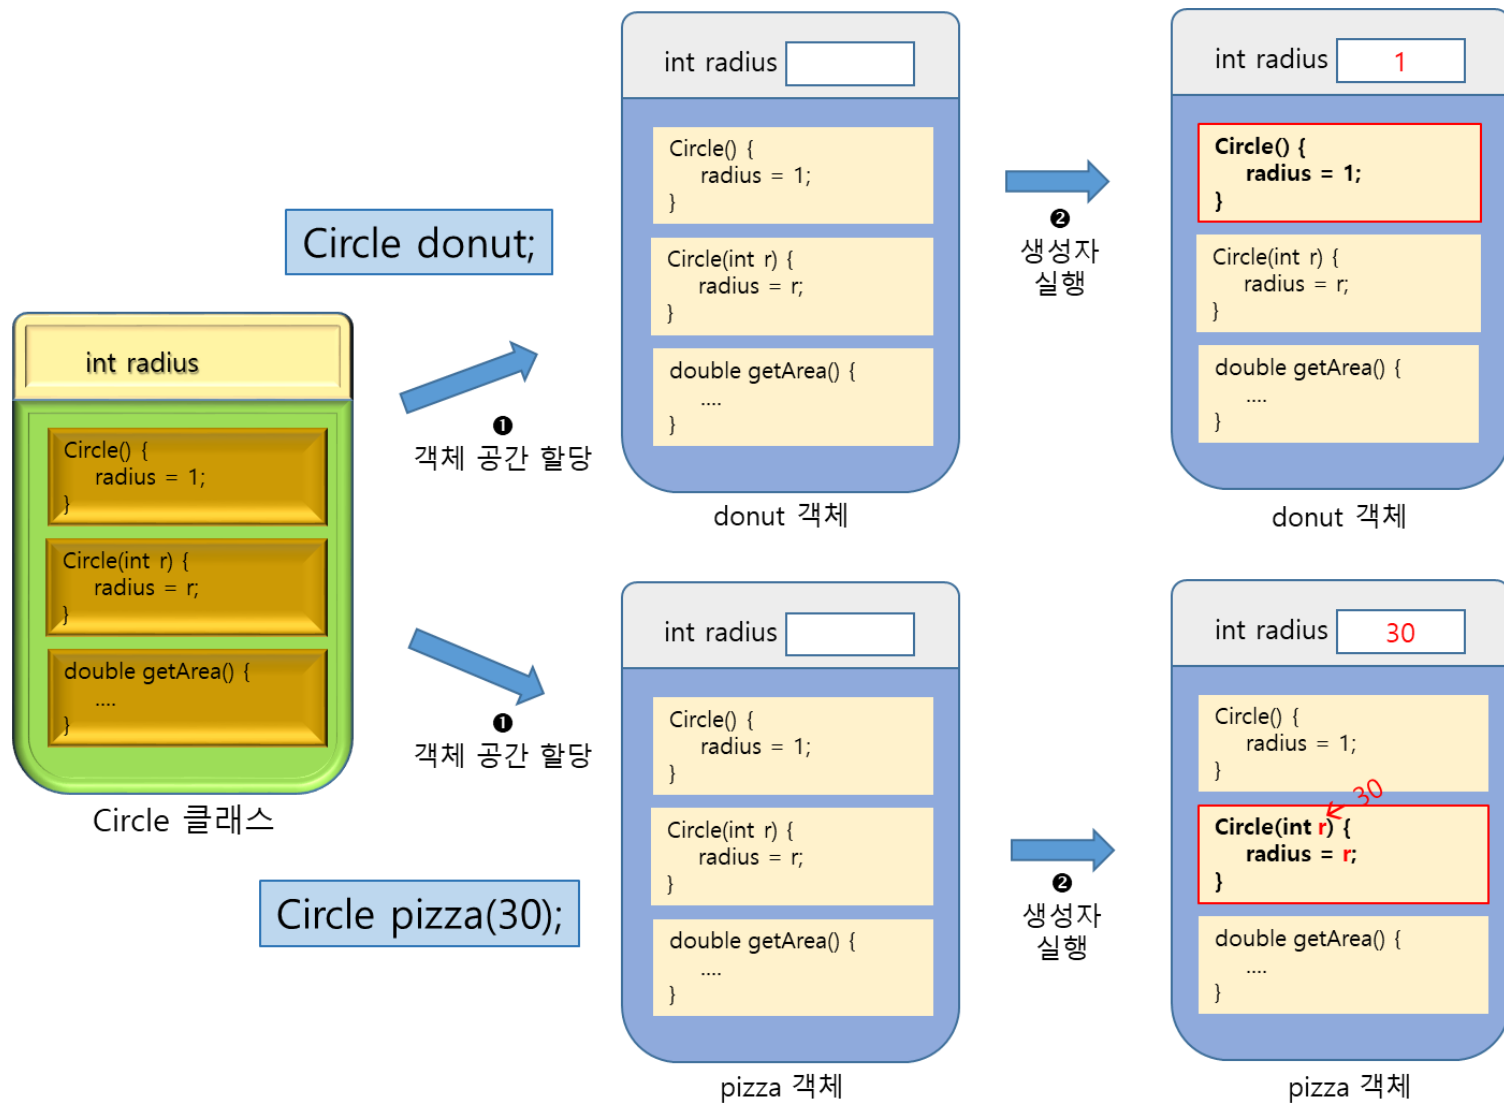 Circle donut;
int radius
Circle() {
radius = 1;
}
Circle(int r) {
radius = r;
}
double getArea() {
....
}
Circle 클래스
❶
객체 공간 할당
int radius
Circle() {
radius = 1;
}
Circle(int r) {
radius = r;
}
double getArea() {
....
}
donut 객체
❷
생성자
실행
int radius 1
Circle() {
radius = 1;
}
Circle(int r) {
radius = r;
}
double getArea() {
....
}
donut 객체
Circle pizza(30);
❶
객체 공간 할당
int radius
Circle() {
radius = 1;
}
Circle(int r) {
radius = r;
}
double getArea() {
....
}
pizza 객체
❷
생성자
실행
int radius 30
Circle() {
radius = 1;
}
30
Circle(int r) {
radius = r;
}
double getArea() {
....
}
pizza 객체